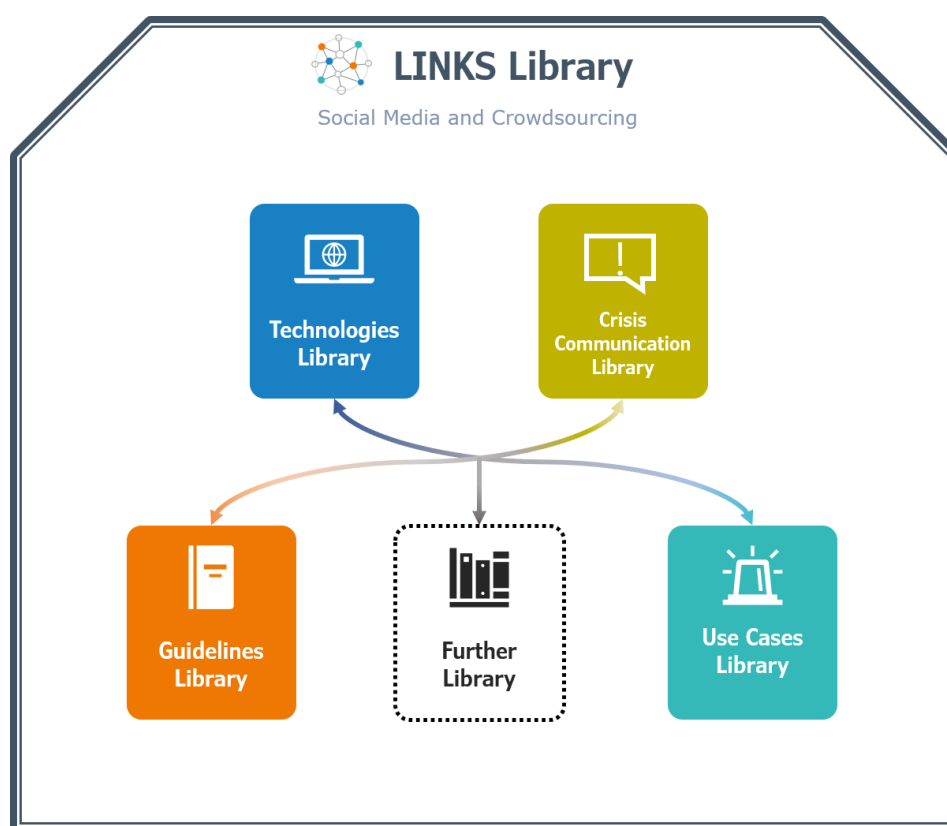 LINKS Library
Social Media and Crowdsourcing
Technologies
Library
Crisis
Communication
Library
Guidelines
Library
Further
Library
Use Cases
Library